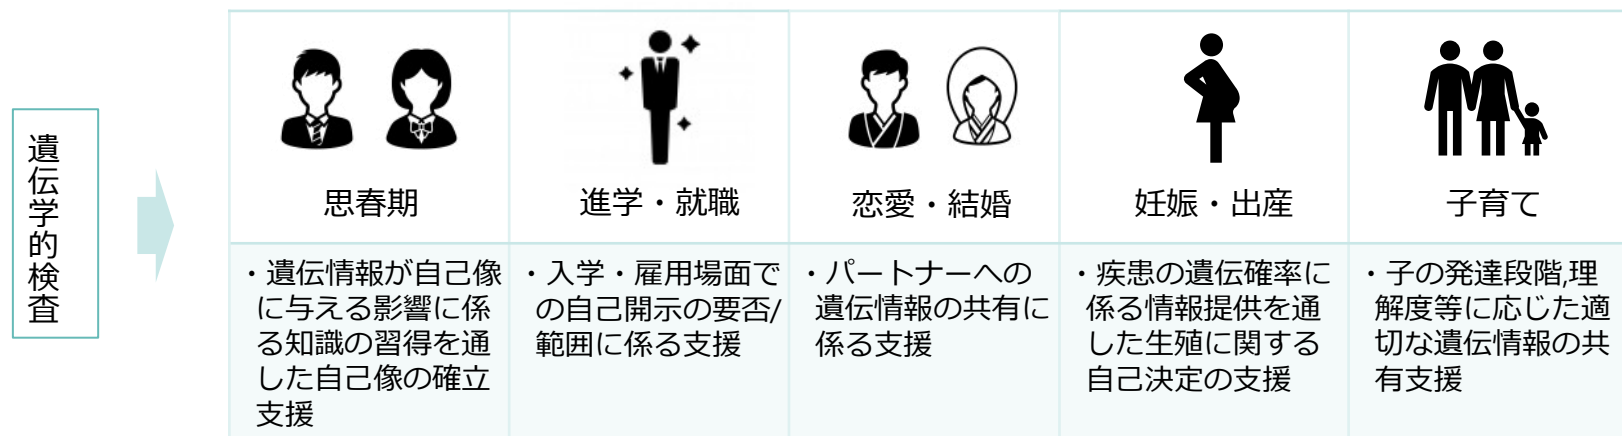 遺伝学的検査
思春期
進学・就職
恋愛・結婚
妊娠・出産
子育て
・遺伝情報が自己像
に与える影響に係
る知識の習得を通
した自己像の確立
支援
・入学・雇用場面で
の自己開示の要否/
範囲に係る支援
・パートナーへの
遺伝情報の共有に
係る支援
・疾患の遺伝確率に
係る情報提供を通
した生殖に関する
自己決定の支援
・子の発達段階,理
解度等に応じた適
切な遺伝情報の共
有支援